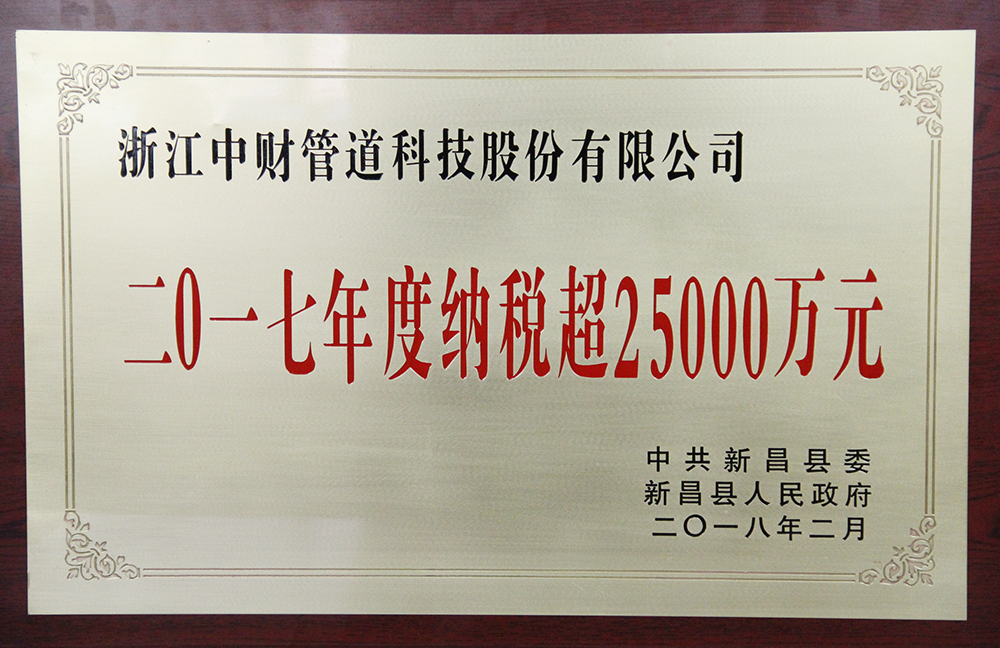 浙江中财管道科技股份有限公司
二0一七年度纳税超25000万元
中共新昌县委
新昌县人民政府
二〇一八年二月